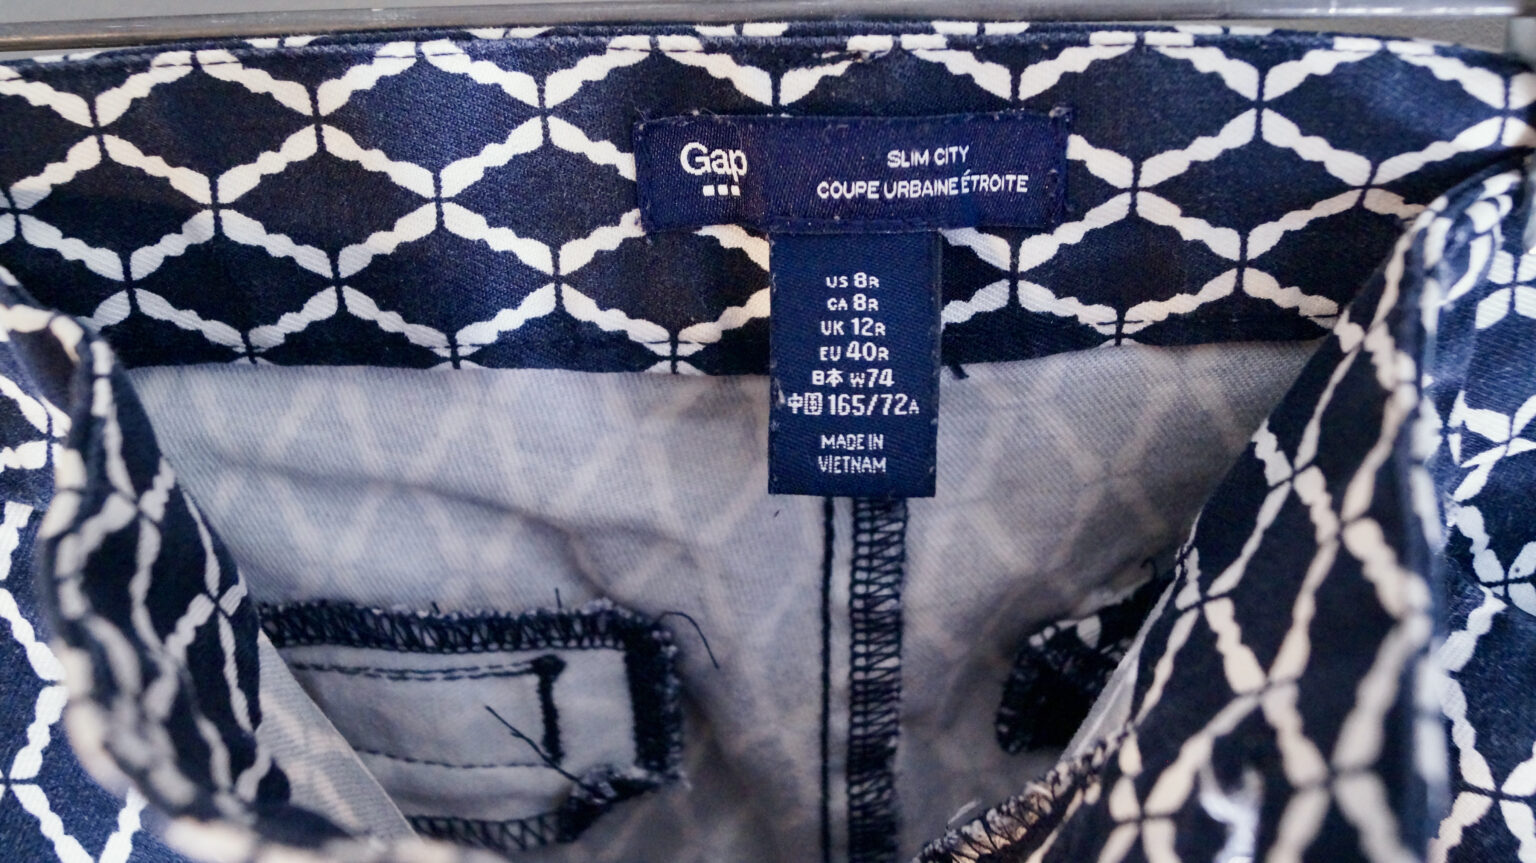 Gap
SLIM CITY
COUPE URBAINE ÉTROITE
US 8R
CA 8R
UK 12R
EU 40R
日本 W74
中国 165/72A
MADE IN
VIETNAM